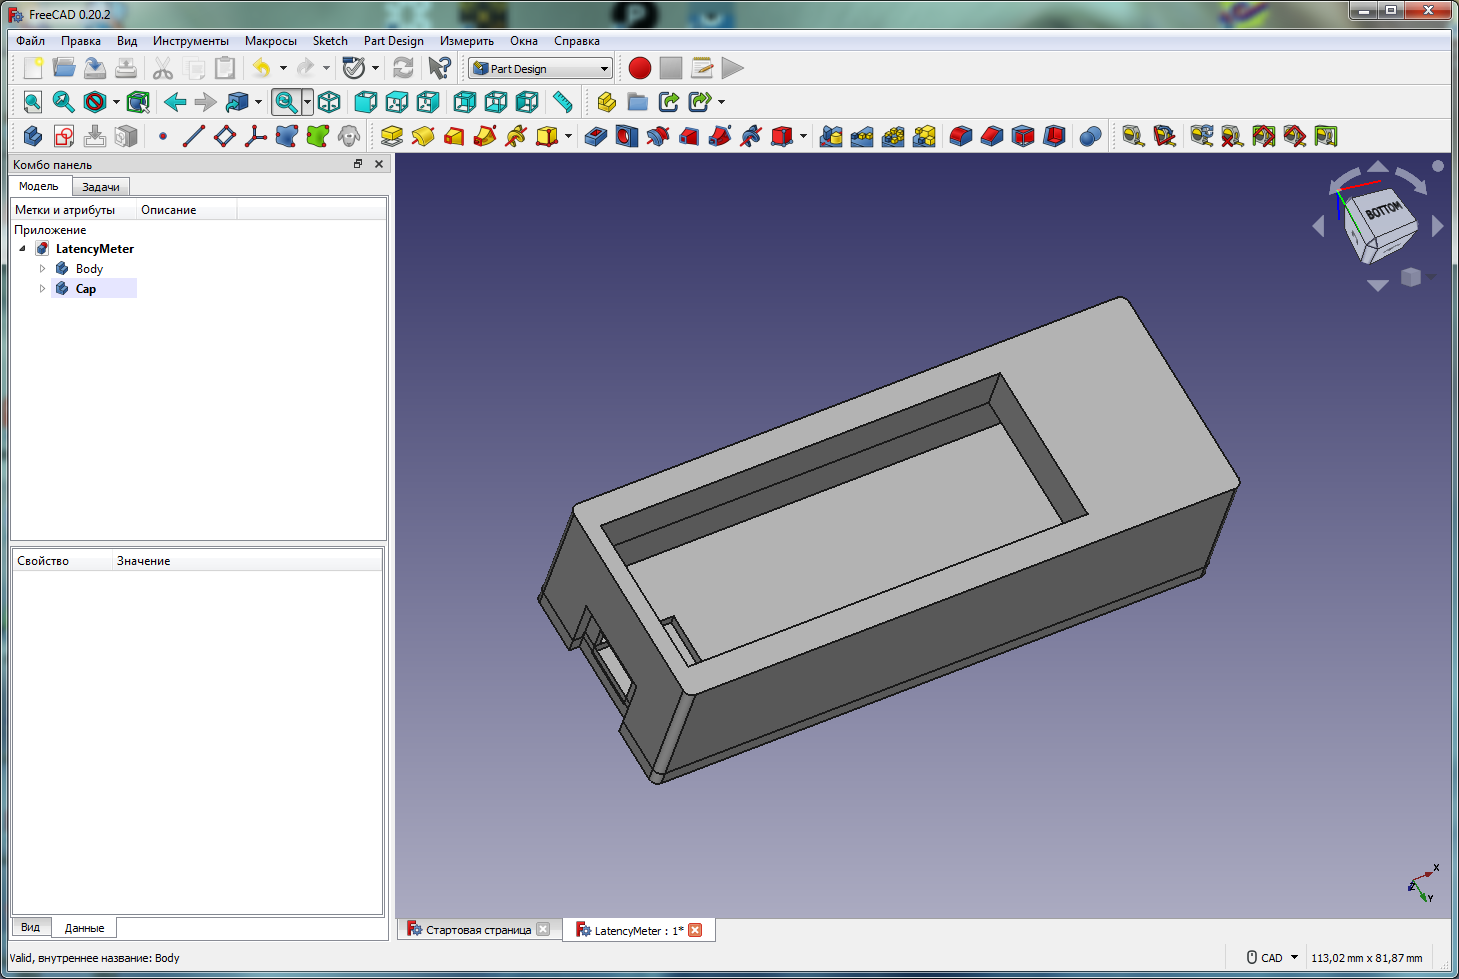 FreeCAD 0.20.2
Файл Правка Вид Инструменты Макросы Sketch Part Design Измерить Окна Справка
Part Design
Комбо панель
Модель Задачи
Метки и атрибуты Описание
Приложение
LatencyMeter
Body
Cap
BOTTOM
Свойство Значение
X
Z
Y
Вид Данные
Стартовая страница LatencyMeter : 1*
Valid, внутреннее название: Body CAD 113,02 mm x 81,87 mm